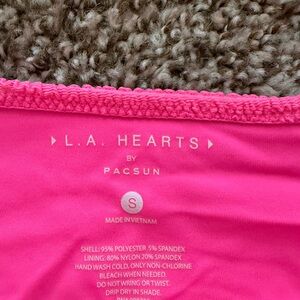 L.A. HEARTS
BY
PACSUN
S
MADE IN VIETNAM
SHELL: 95% POLYESTER, 5% SPANDEX
LINING: 80% NYLON 20% SPANDEX
HAND WASH COLD, ONLY NON-CHLORINE
BLEACH WHEN NEEDED.
DO NOT WRING OR TWIST.
DRIP DRY IN SHADE.